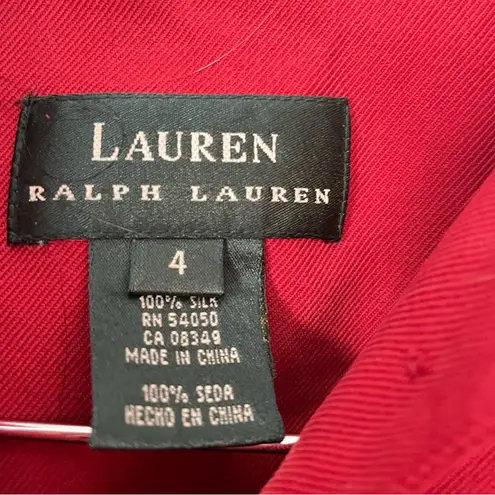 LAUREN
RALPH LAUREN
4
100% SILK
RN 54050
CA 08349
MADE IN CHINA
100% SEDA
HECHO EN CHINA